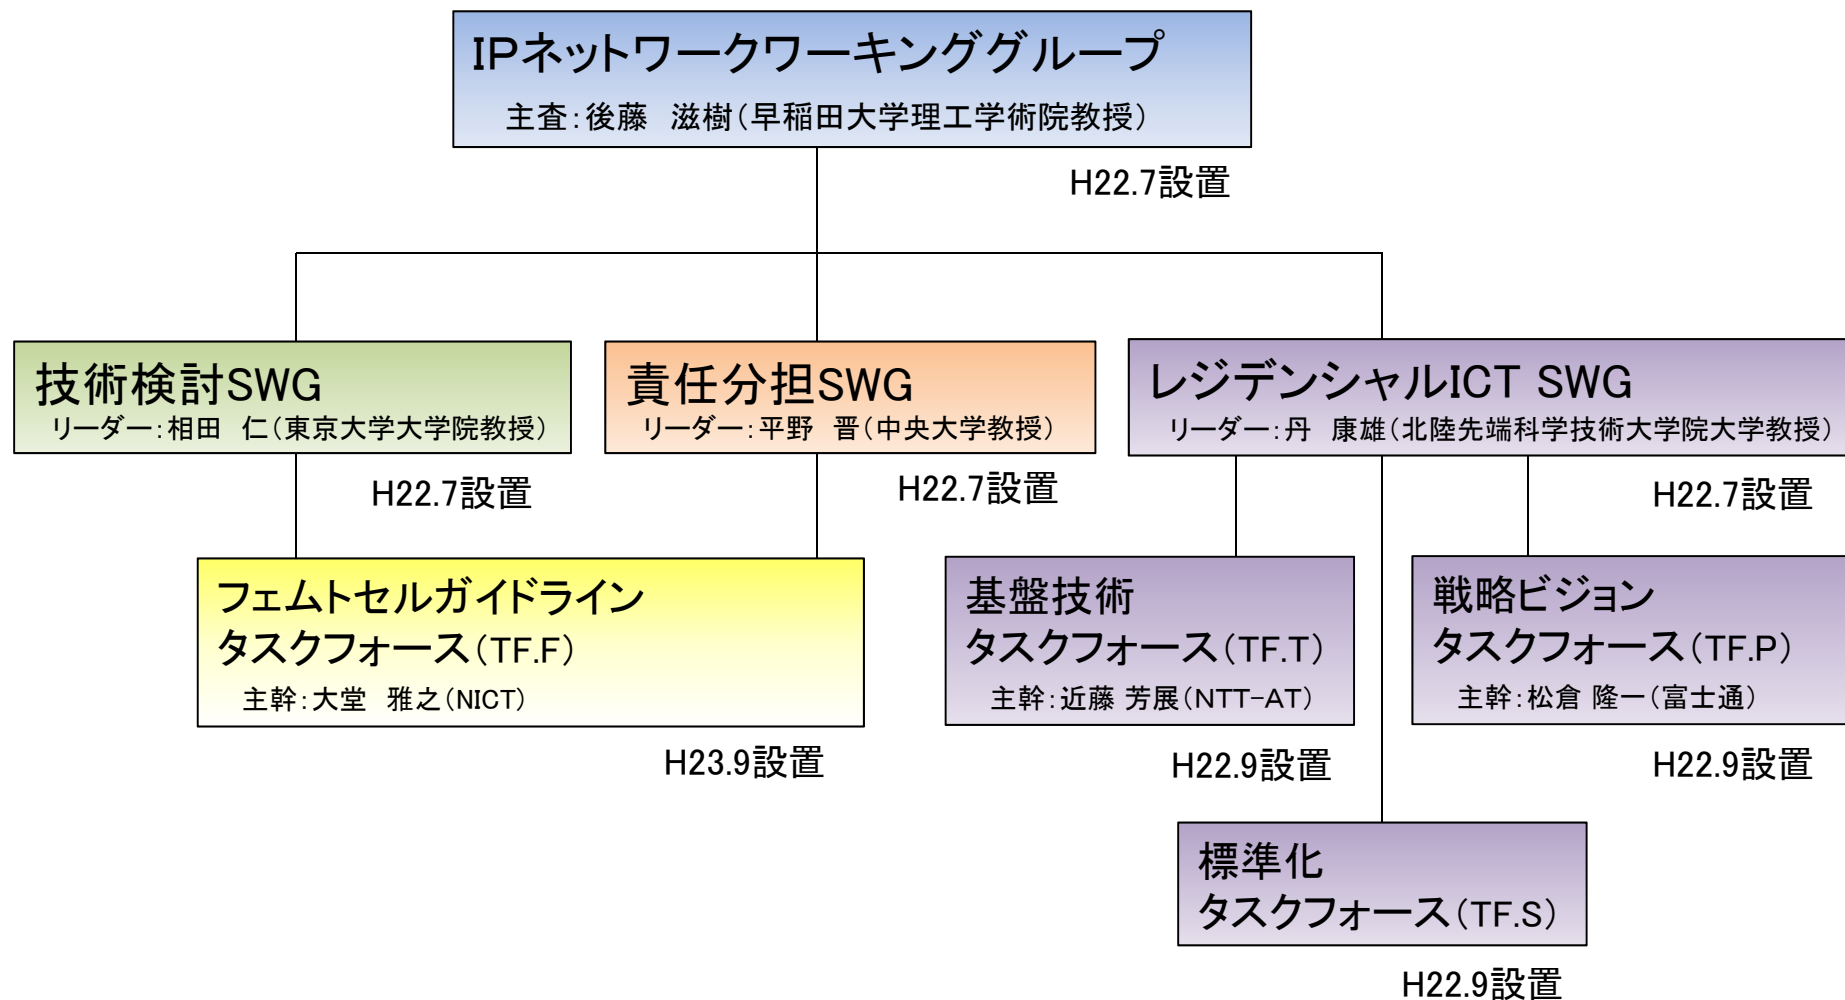 IPネットワークワーキンググループ
主査：後藤　滋樹（早稲田大学理工学術院教授）
H22.7設置
技術検討SWG
リーダー：相田　仁（東京大学大学院教授）
H22.7設置
責任分担SWG
リーダー：平野　晋（中央大学教授）
H22.7設置
レジデンシャルICT SWG
リーダー：丹　康雄（北陸先端科学技術大学院大学教授）
H22.7設置
フェムトセルガイドライン
タスクフォース（TF.F）
主幹：大堂　雅之（NICT）
H23.9設置
基盤技術
タスクフォース（TF.T）
主幹：近藤 芳展（NTT-AT）
H22.9設置
戦略ビジョン
タスクフォース（TF.P）
主幹：松倉 隆一（富士通）
H22.9設置
標準化
タスクフォース（TF.S）
H22.9設置